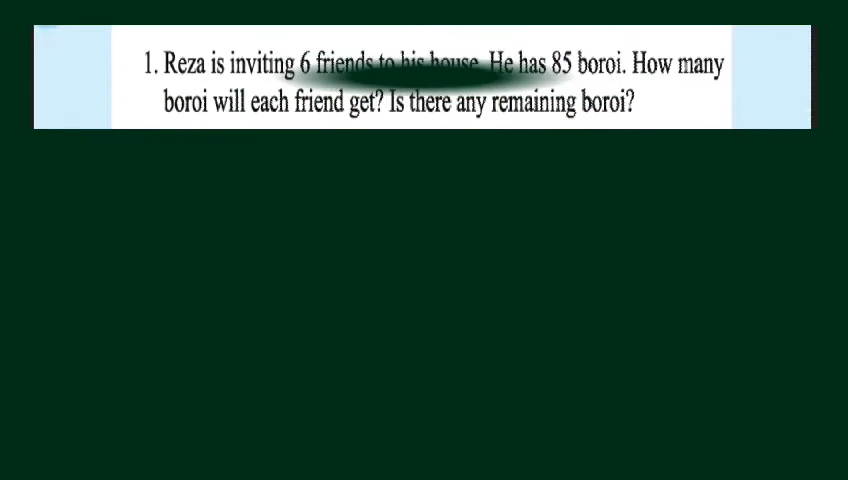 1. Reza is inviting 6 friends to his house. He has 85 boroi. How many
boroi will each friend get? Is there any remaining boroi?